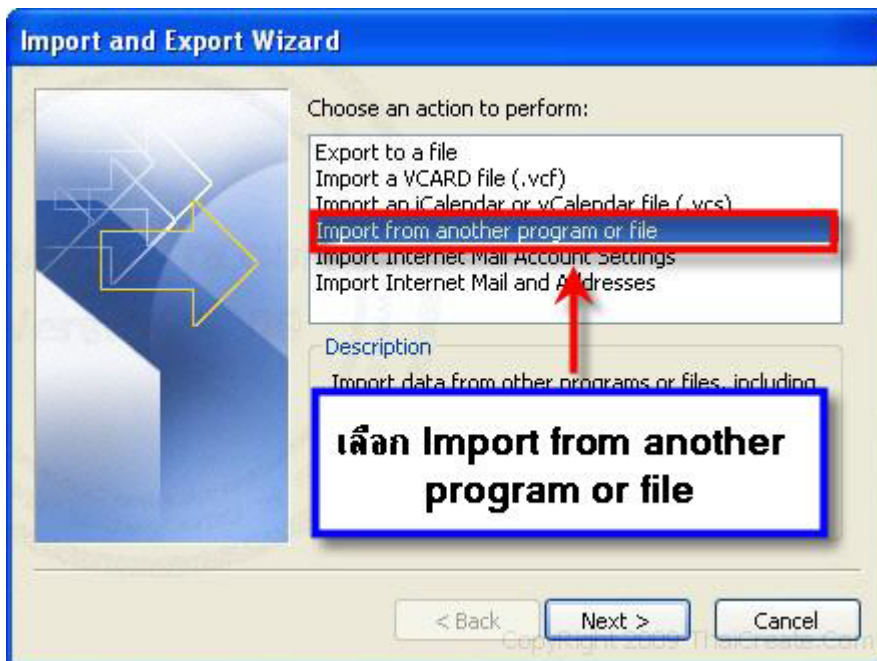 Import and Export Wizard
Choose an action to perform:
Export to a file
Import a VCARD file (.vcf)
Import an iCalendar or vCalendar file (.vcs)
Import from another program or file
Import Internet Mail Account Settings
Import Internet Mail and Addresses
Description
Import data from other programs or files, including
เลือก Import from another
program or file
< Back
Next >
Cancel
Copyright 2009 ThaiCreate.Com